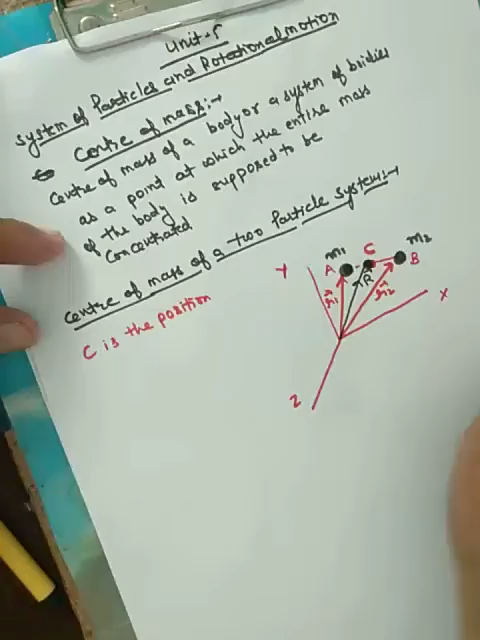 Unit-5
System of Particles and Rotational motion
Centre of mass:→
Centre of mass of a body or a system of bodies
as a point at which the entire mass
of the body is supposed to be
concentrated
Centre of mass of a two Particle system:→
C is the position
Y
m1
A
C
m2
B
r1
R
r2
X
Z